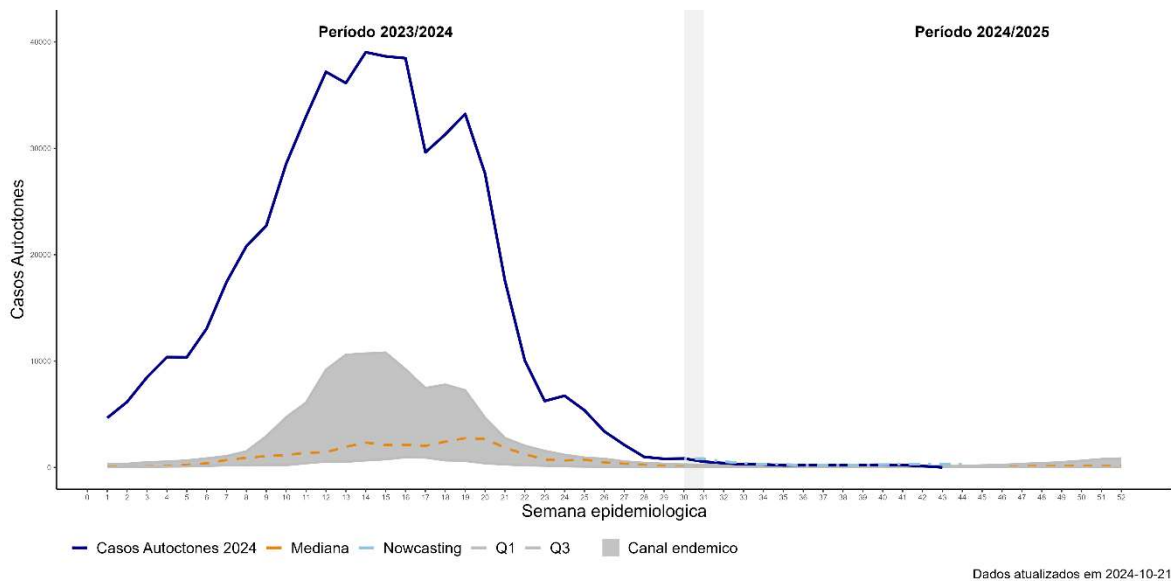 Período 2023/2024
Período 2024/2025
40000
30000
20000
10000
0
Casos Autoctones
0 1 2 3 4 5 6 7 8 9 10 11 12 13 14 15 16 17 18 19 20 21 22 23 24 25 26 27 28 29 30 31 32 33 34 35 36 37 38 39 40 41 42 43 44 45 46 47 48 49 50 51 52
Semana epidemiologica
Casos Autoctones 2024 Mediana Nowcasting Q1 Q3 Canal endemico
Dados atualizados em 2024-10-21